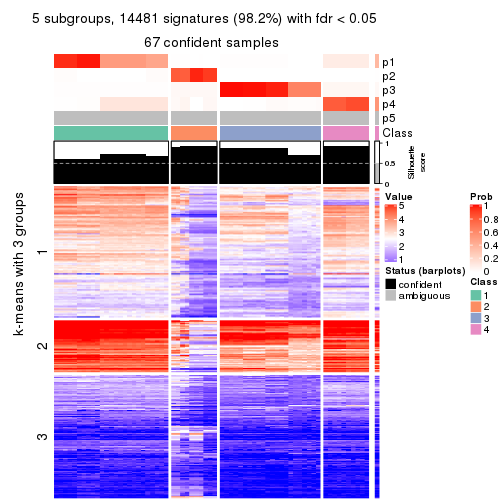 5 subgroups, 14481 signatures (98.2%) with fdr < 0.05
67 confident samples
p1
p2
p3
p4
p5
Class
1
0.5
0
Silhouette
score
k-means with 3 groups
1
2
3
Value
5
4
3
2
1
Status (barplots)
confident
ambiguous
Prob
1
0.8
0.6
0.4
0.2
0
Class
1
2
3
4